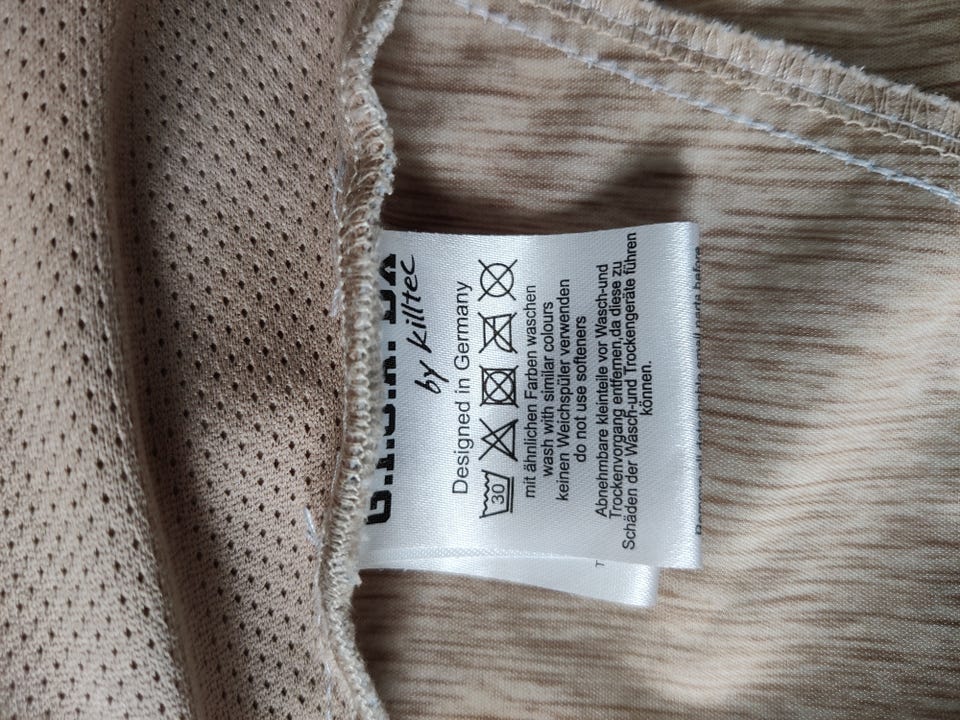 by killtec
Designed in Germany
30
mit ähnlichen Farben waschen
wash with similar colours
keinen Weichspüler verwenden
do not use softeners
Abnehmbare kleinteile vor Wasch-und
Trockenvorgang entfernen,da diese zu
Schäden der Wasch-und Trockengeräte führen
können.